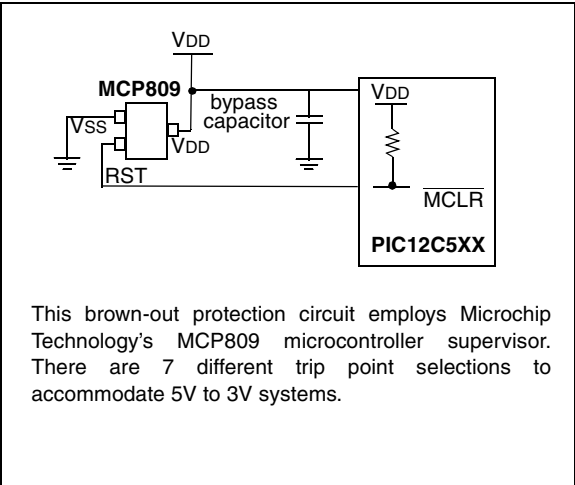 VDD
MCP809
bypass
capacitor
VDD
VSS
VDD
RST
MCLR
PIC12C5XX
This brown-out protection circuit employs Microchip
Technology's MCP809 microcontroller supervisor.
There are 7 different trip point selections to
accommodate 5V to 3V systems.